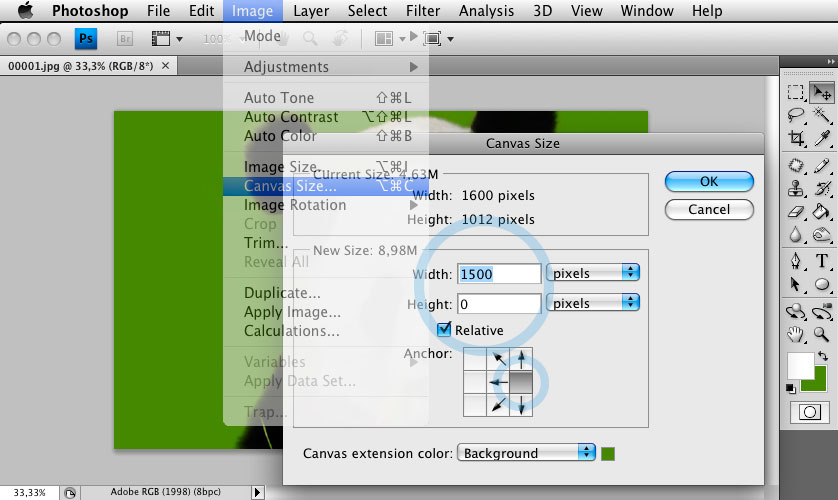 Photoshop File Edit Image Layer Select Filter Analysis 3D View Window Help
Ps Br 100%
00001.jpg @ 33,3% (RGB/8*) ×
Mode
Adjustments
Auto Tone ⇧⌘L
Auto Contrast ⌥⇧⌘L
Auto Color ⇧⌘B
Image Size... ⌥⌘I
Canvas Size... ⌥⌘C
Image Rotation
Crop
Trim...
Reveal All
Duplicate...
Apply Image...
Calculations...
Variables
Apply Data Set...
Trap...
Canvas Size
Current Size: 4,63M
Width: 1600 pixels
Height: 1012 pixels
New Size: 8,98M
Width: 1500 pixels
Height: 0 pixels
Relative
Anchor:
Canvas extension color: Background
OK
Cancel
T
33,33% Adobe RGB (1998) (8bpc)